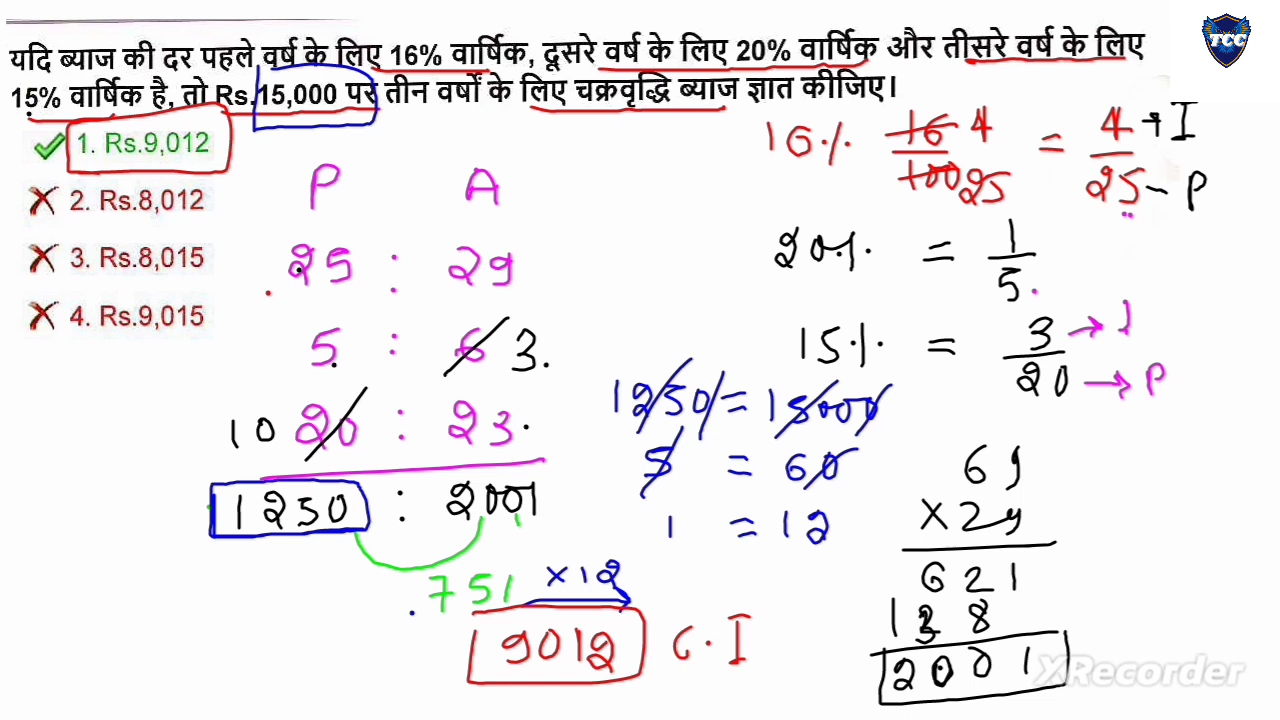 TCC
यदि ब्याज की दर पहले वर्ष के लिए 16% वार्षिक, दूसरे वर्ष के लिए 20% वार्षिक और तीसरे वर्ष के लिए
15% वार्षिक है, तो Rs.15,000 पर तीन वर्षों के लिए चक्रवृद्धि ब्याज ज्ञात कीजिए।
1. Rs.9,012
2. Rs.8,012
3. Rs.8,015
4. Rs.9,015
P A
25 : 29
5 : 6 3
10 20 : 23
1250 : 2001
751 ×12
9012 C.I
16% 16/100 4/25 = 4/25 → I – P
20% = 1/5
15% = 3/20 → I → P
1250 = 15000
5 = 60
1 = 12
69
×29
621
138
2001
XRecorder